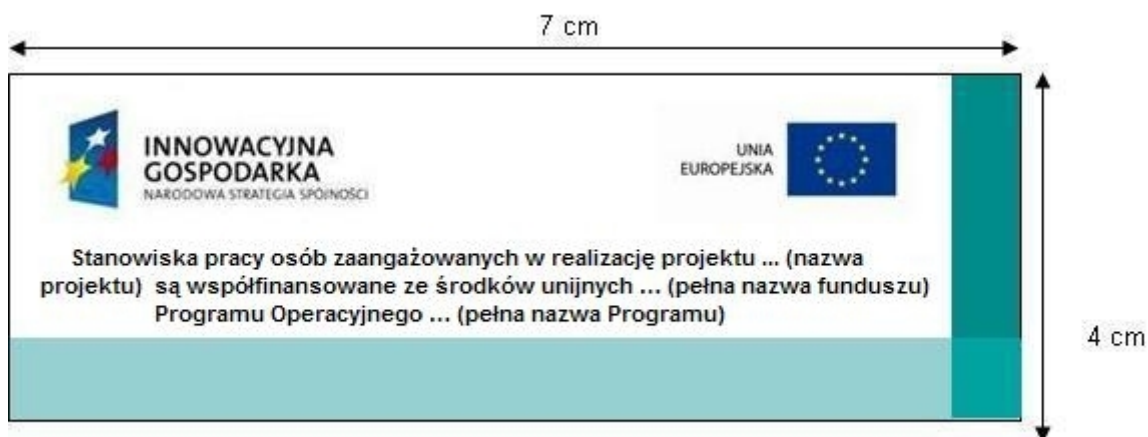 7 cm
INNOWACYJNA
GOSPODARKA
NARODOWA STRATEGIA SPÓJNOŚCI
UNIA
EUROPEJSKA
Stanowiska pracy osób zaangażowanych w realizację projektu ... (nazwa
projektu) są współfinansowane ze środków unijnych ... (pełna nazwa funduszu)
Programu Operacyjnego ... (pełna nazwa Programu)
4 cm